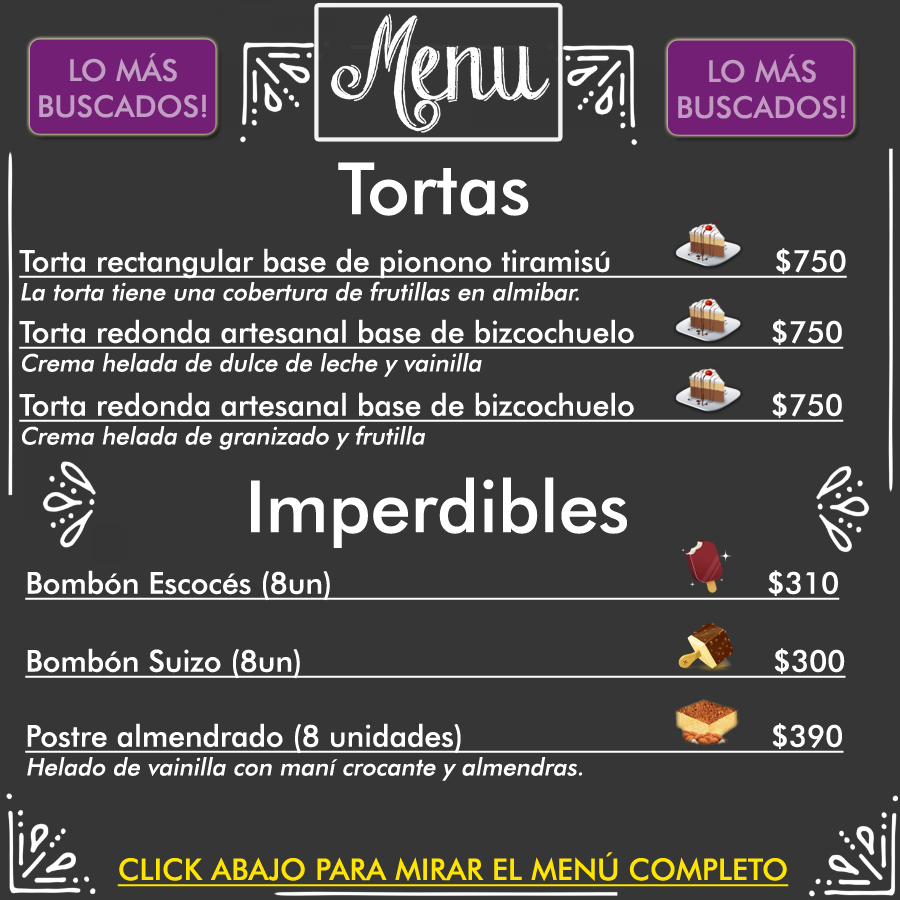 LO MÁS
BUSCADOS!
Menu
LO MÁS
BUSCADOS!
Tortas
Torta rectangular base de pionono tiramisú $750
La torta tiene una cobertura de frutillas en almibar.
Torta redonda artesanal base de bizcochuelo $750
Crema helada de dulce de leche y vainilla
Torta redonda artesanal base de bizcochuelo $750
Crema helada de granizado y frutilla
Imperdibles
Bombón Escocés (8un) $310
Bombón Suizo (8un) $300
Postre almendrado (8 unidades) $390
Helado de vainilla con maní crocante y almendras.
CLICK ABAJO PARA MIRAR EL MENÚ COMPLETO